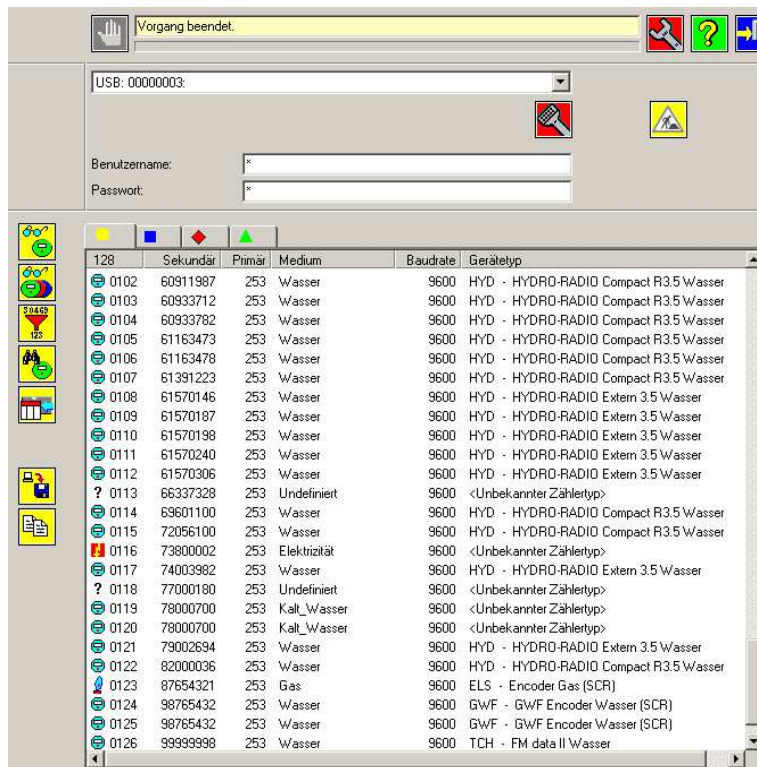 Vorgang beendet.
USB: 00000003:
Benutzername: *
Passwort: *
30469
123
128 Sekundär Primär Medium Baudrate Gerätetyp
0102 60911987 253 Wasser 9600 HYD - HYDRO-RADIO Compact R3.5 Wasser
0103 60933712 253 Wasser 9600 HYD - HYDRO-RADIO Compact R3.5 Wasser
0104 60933782 253 Wasser 9600 HYD - HYDRO-RADIO Compact R3.5 Wasser
0105 61163473 253 Wasser 9600 HYD - HYDRO-RADIO Compact R3.5 Wasser
0106 61163478 253 Wasser 9600 HYD - HYDRO-RADIO Compact R3.5 Wasser
0107 61391223 253 Wasser 9600 HYD - HYDRO-RADIO Compact R3.5 Wasser
0108 61570146 253 Wasser 9600 HYD - HYDRO-RADIO Extern 3.5 Wasser
0109 61570187 253 Wasser 9600 HYD - HYDRO-RADIO Extern 3.5 Wasser
0110 61570198 253 Wasser 9600 HYD - HYDRO-RADIO Extern 3.5 Wasser
0111 61570240 253 Wasser 9600 HYD - HYDRO-RADIO Extern 3.5 Wasser
0112 61570306 253 Wasser 9600 HYD - HYDRO-RADIO Extern 3.5 Wasser
? 0113 66337328 253 Undefiniert 9600 <Unbekannter Zählertyp>
0114 69601100 253 Wasser 9600 HYD - HYDRO-RADIO Compact R3.5 Wasser
0115 72056100 253 Wasser 9600 HYD - HYDRO-RADIO Compact R3.5 Wasser
0116 73800002 253 Elektrizität 9600 <Unbekannter Zählertyp>
0117 74003982 253 Wasser 9600 HYD - HYDRO-RADIO Extern 3.5 Wasser
? 0118 77000180 253 Undefiniert 9600 <Unbekannter Zählertyp>
0119 78000700 253 Kalt_Wasser 9600 <Unbekannter Zählertyp>
0120 78000700 253 Kalt_Wasser 9600 <Unbekannter Zählertyp>
0121 79002694 253 Wasser 9600 HYD - HYDRO-RADIO Extern 3.5 Wasser
0122 82000036 253 Wasser 9600 HYD - HYDRO-RADIO Compact R3.5 Wasser
0123 87654321 253 Gas 9600 ELS - Encoder Gas (SCR)
0124 98765432 253 Wasser 9600 GWF - GWF Encoder Wasser (SCR)
0125 98765432 253 Wasser 9600 GWF - GWF Encoder Wasser (SCR)
0126 99999998 253 Wasser 9600 TCH - FM data II Wasser